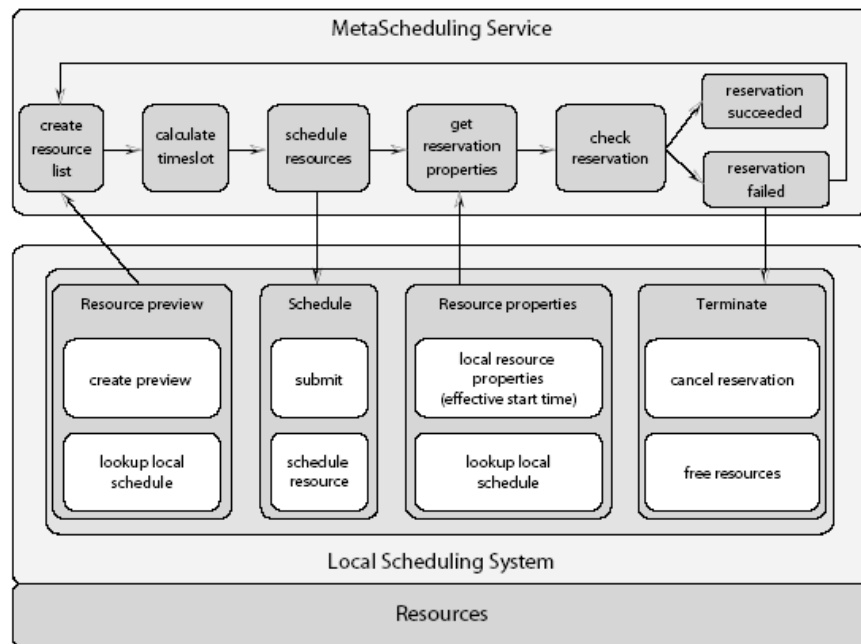 MetaScheduling Service
create
resource
list
calculate
timeslot
schedule
resources
get
reservation
properties
check
reservation
reservation
succeeded
reservation
failed
Resource preview
create preview
lookup local
schedule
Schedule
submit
schedule
resource
Resource properties
local resource
properties
(effective start time)
lookup local
schedule
Terminate
cancel reservation
free resources
Local Scheduling System
Resources